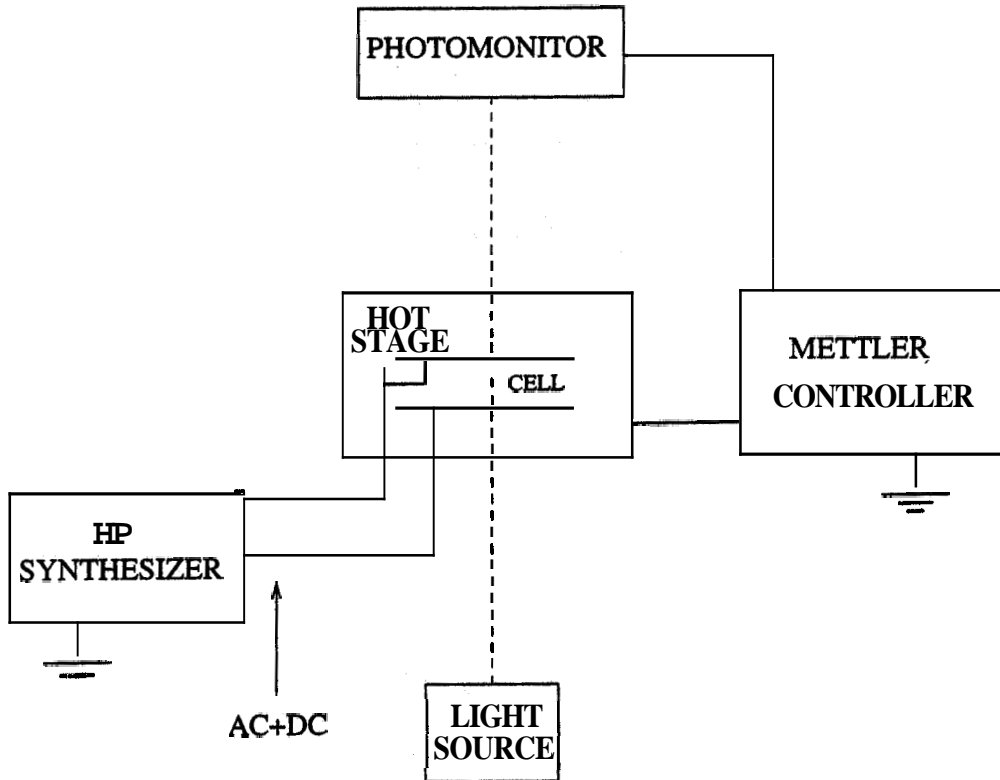 PHOTOMONITOR
HOT
STAGE
CELL
METTLER
CONTROLLER
HP
SYNTHESIZER
AC+DC
LIGHT
SOURCE